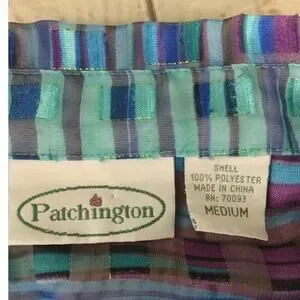 Patchington
SHELL
100% POLYESTER
MADE IN CHINA
RN: 70093
MEDIUM